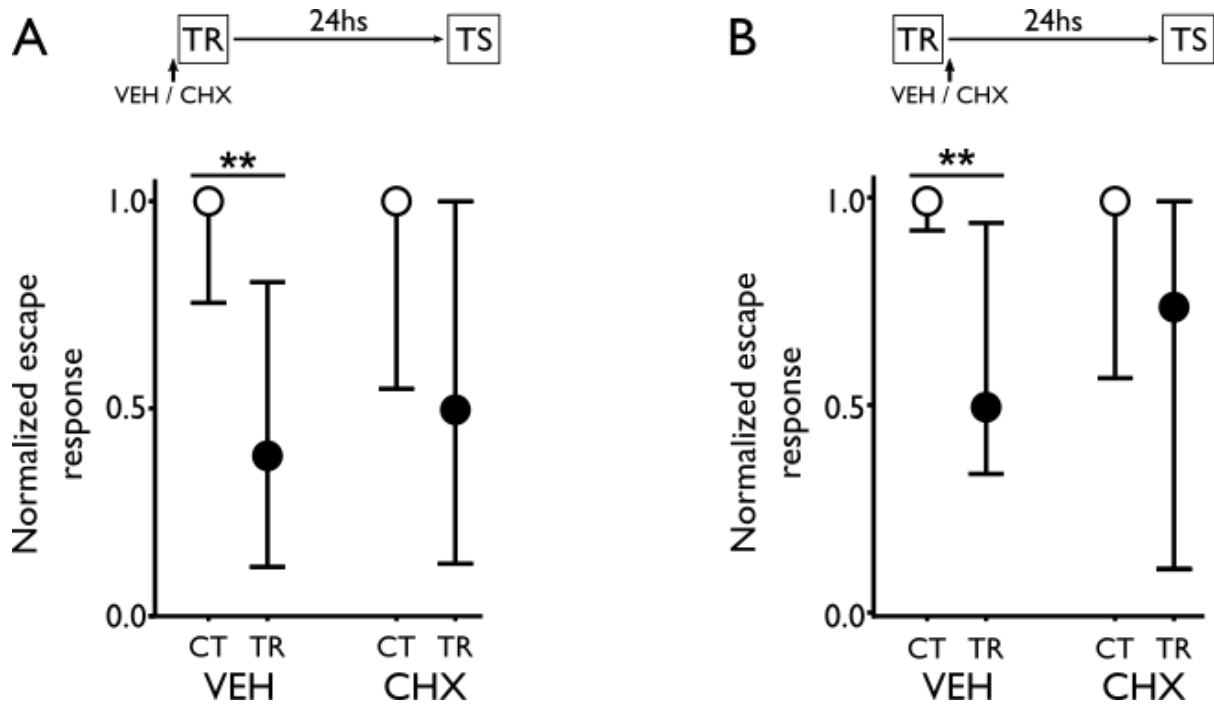 A
TR
24hs
TS
VEH / CHX
**
1.0
0.5
0.0
Normalized escape
response
CT TR CT TR
VEH CHX
B
TR
24hs
TS
VEH / CHX
**
1.0
0.5
0.0
Normalized escape
response
CT TR CT TR
VEH CHX